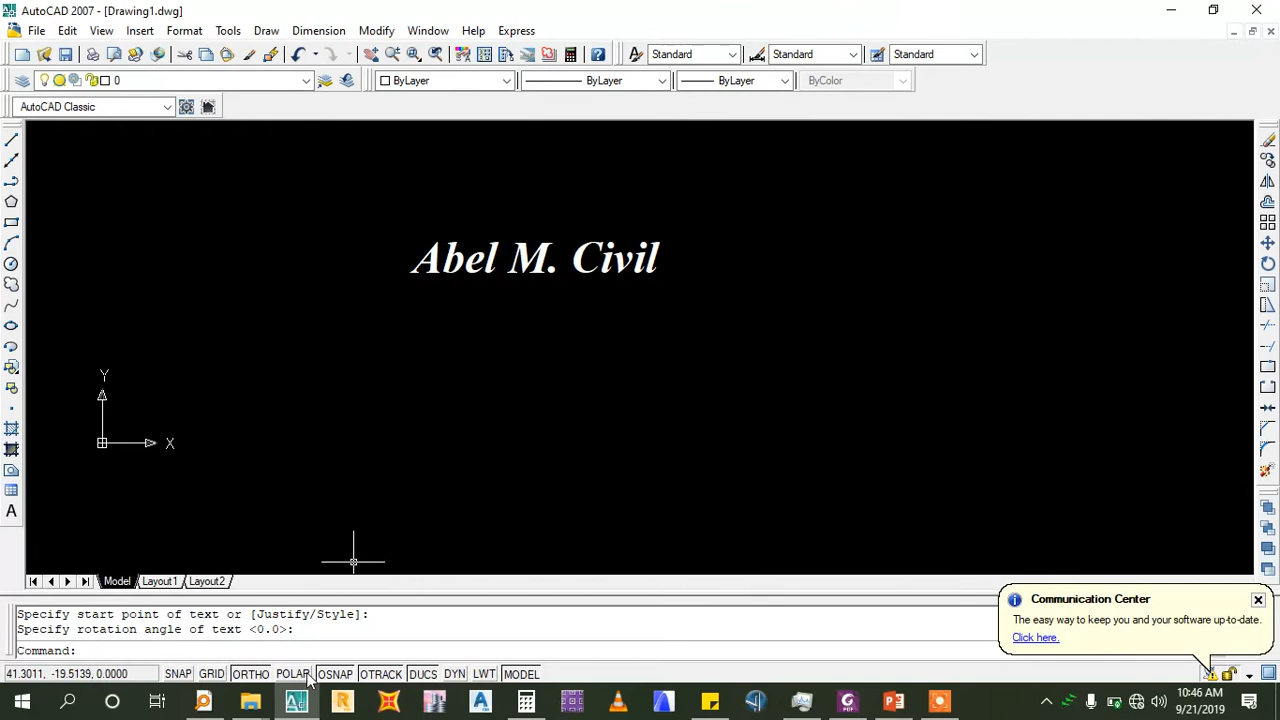 AutoCAD 2007 - [Drawing1.dwg]
File Edit View Insert Format Tools Draw Dimension Modify Window Help Express
Standard Standard Standard
0 ByLayer ByLayer ByLayer ByColor
AutoCAD Classic
Abel M. Civil
Y
X
Model Layout1 Layout2
Communication Center
The easy way to keep you and your software up-to-date.
Click here.
Specify start point of text or [Justify/Style]:
Specify rotation angle of text <0.0>:
Command:
41.3011, -19.5139, 0.0000 SNAP GRID ORTHO POLAR OSNAP OTRACK DUCS DYN LWT MODEL
10:46 AM
9/21/2019